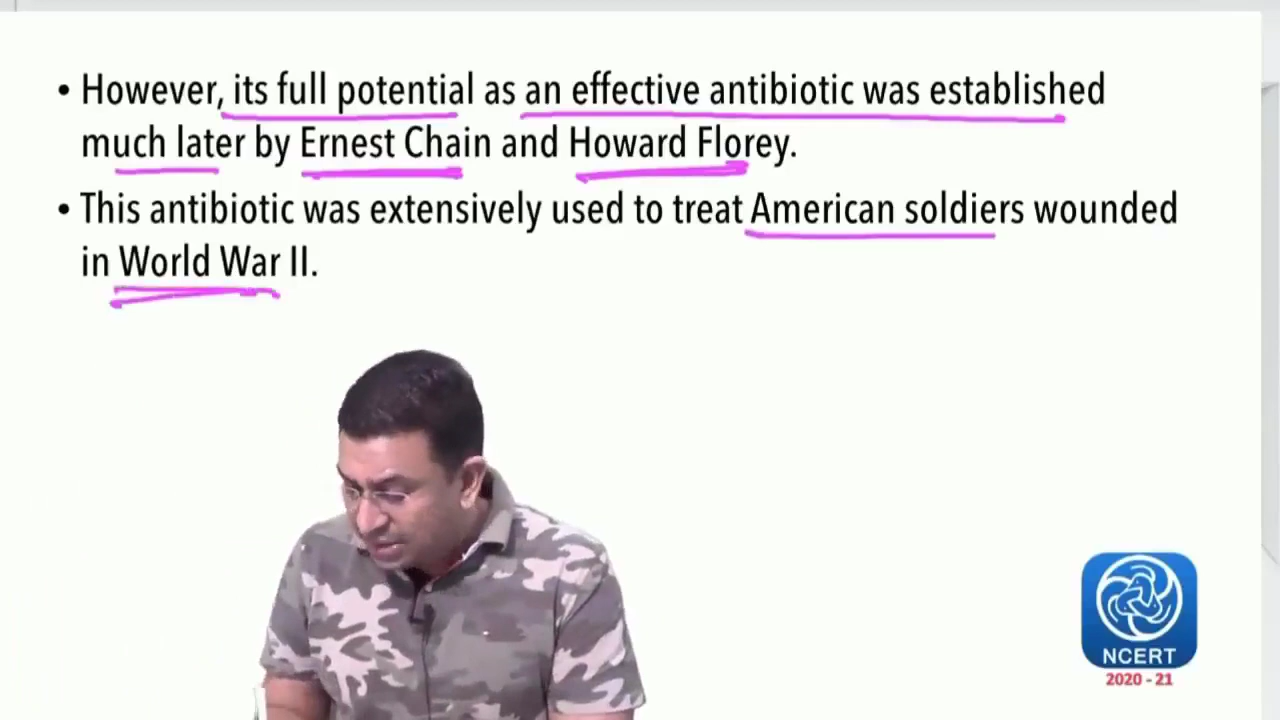 • However, its full potential as an effective antibiotic was established
much later by Ernest Chain and Howard Florey.
• This antibiotic was extensively used to treat American soldiers wounded
in World War II.
NCERT
2020 - 21